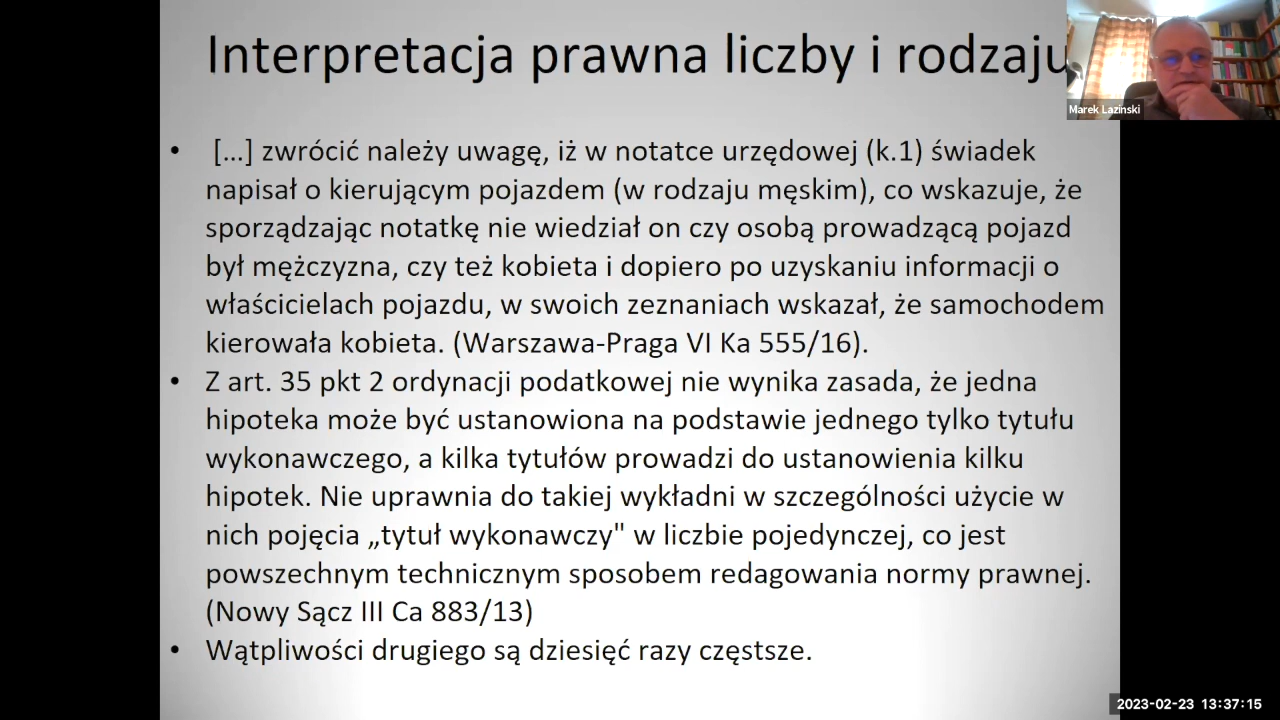 Interpretacja prawna liczby i rodzaju
Marek Lazinski
• […] zwrócić należy uwagę, iż w notatce urzędowej (k.1) świadek
napisał o kierującym pojazdem (w rodzaju męskim), co wskazuje, że
sporządzając notatkę nie wiedział on czy osobą prowadzącą pojazd
był mężczyzna, czy też kobieta i dopiero po uzyskaniu informacji o
właścicielach pojazdu, w swoich zeznaniach wskazał, że samochodem
kierowała kobieta. (Warszawa-Praga VI Ka 555/16).
• Z art. 35 pkt 2 ordynacji podatkowej nie wynika zasada, że jedna
hipoteka może być ustanowiona na podstawie jednego tylko tytułu
wykonawczego, a kilka tytułów prowadzi do ustanowienia kilku
hipotek. Nie uprawnia do takiej wykładni w szczególności użycie w
nich pojęcia „tytuł wykonawczy" w liczbie pojedynczej, co jest
powszechnym technicznym sposobem redagowania normy prawnej.
(Nowy Sącz III Ca 883/13)
• Wątpliwości drugiego są dziesięć razy częstsze.
2023-02-23 13:37:15